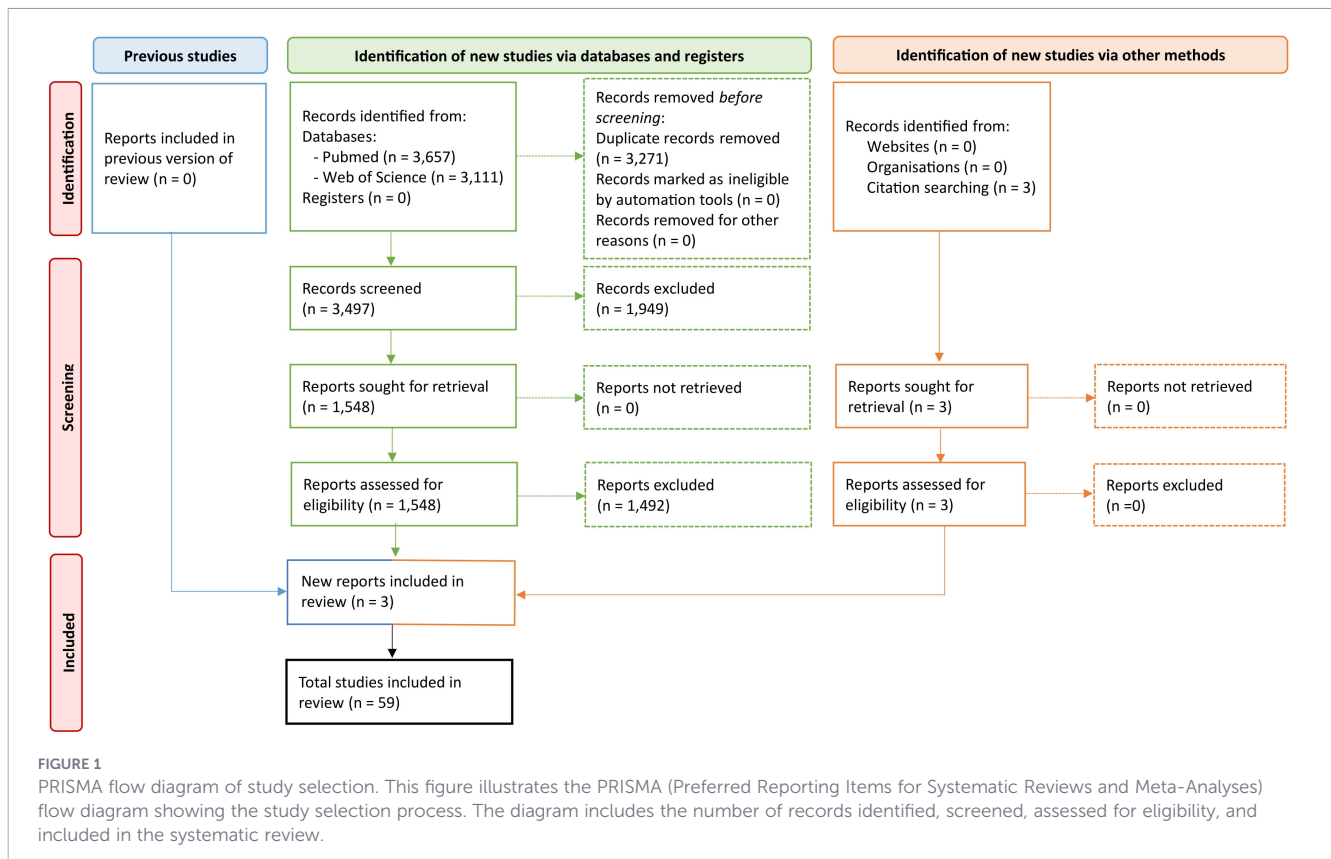 Previous studies
Identification of new studies via databases and registers
Identification of new studies via other methods
Identification
Reports included in
previous version of
review (n = 0)
Records identified from:
Databases:
- Pubmed (n = 3,657)
- Web of Science (n = 3,111)
Registers (n = 0)
Records removed before
screening:
Duplicate records removed
(n = 3,271)
Records marked as ineligible
by automation tools (n = 0)
Records removed for other
reasons (n = 0)
Records identified from:
Websites (n = 0)
Organisations (n = 0)
Citation searching (n = 3)
Screening
Records screened
(n = 3,497)
Records excluded
(n = 1,949)
Reports sought for retrieval
(n = 1,548)
Reports not retrieved
(n = 0)
Reports sought for
retrieval (n = 3)
Reports not retrieved
(n = 0)
Reports assessed for
eligibility (n = 1,548)
Reports excluded
(n = 1,492)
Reports assessed for
eligibility (n = 3)
Reports excluded
(n =0)
Included
New reports included in
review (n = 3)
Total studies included in
review (n = 59)
FIGURE 1
PRISMA flow diagram of study selection. This figure illustrates the PRISMA (Preferred Reporting Items for Systematic Reviews and Meta-Analyses)
flow diagram showing the study selection process. The diagram includes the number of records identified, screened, assessed for eligibility, and
included in the systematic review.